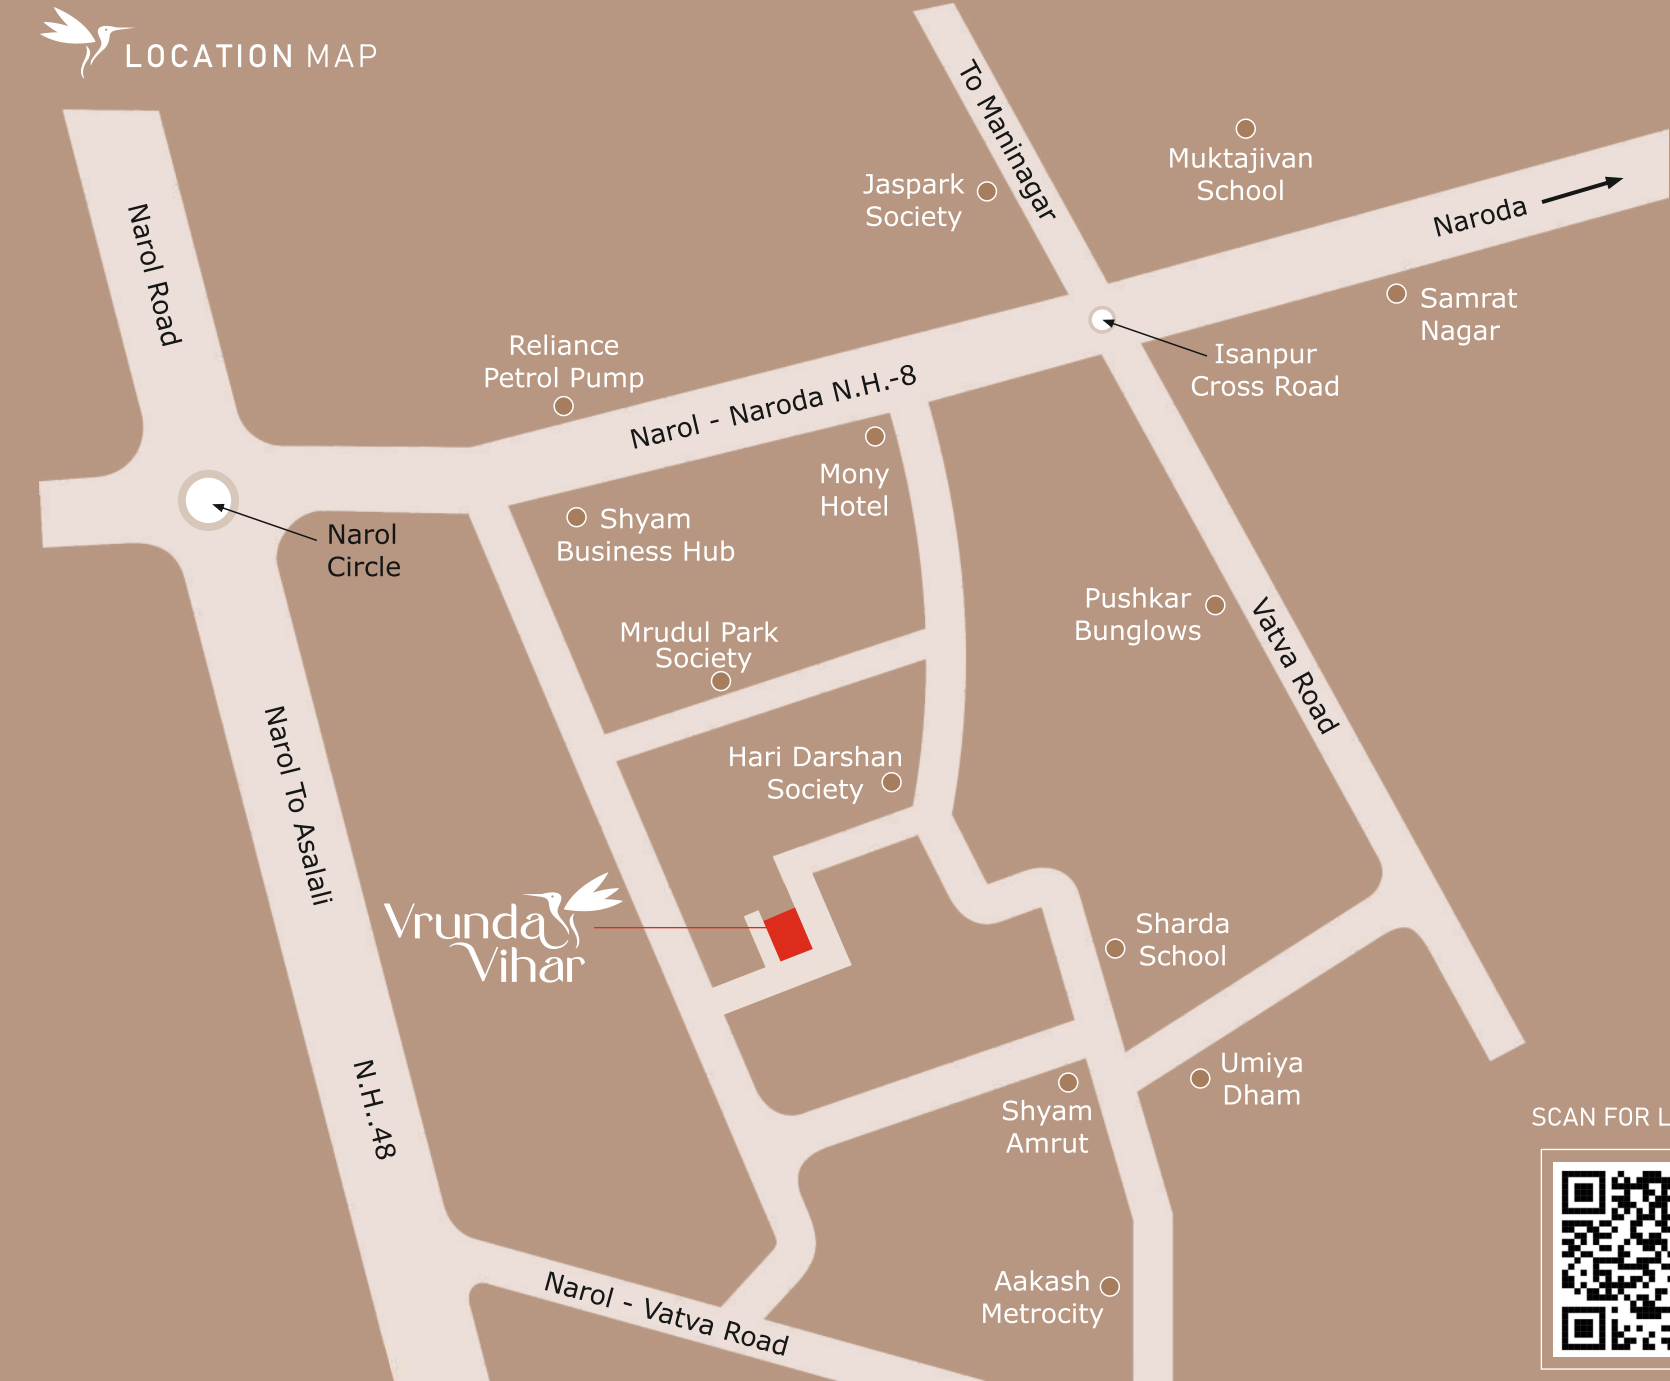 LOCATION MAP
To Maninagar
Muktajivan
School
Jaspark
Society
Naroda
Narol Road
Samrat
Nagar
Reliance
Petrol Pump
Isanpur
Cross Road
Narol - Naroda N.H.-8
Mony
Hotel
Shyam
Business Hub
Narol
Circle
Pushkar
Bunglows
Mrudul Park
Society
Vatva Road
Hari Darshan
Society
Narol To Asalali
Vrunda
Vihar
Sharda
School
Umiya
Dham
Shyam
Amrut
N.H..48
SCAN FOR L
Aakash
Metrocity
Narol - Vatva Road